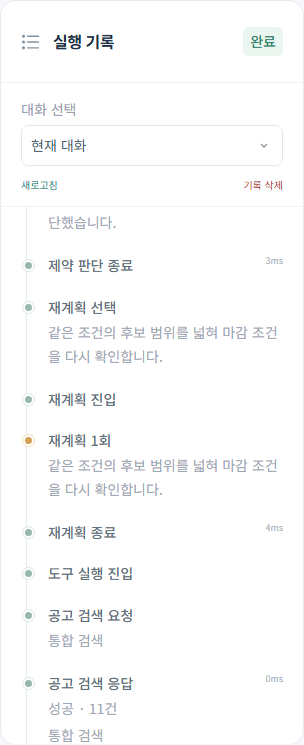 실행 기록
완료
대화 선택
현재 대화
새로고침
기록 삭제
단했습니다.
제약 판단 종료
3ms
재계획 선택
같은 조건의 후보 범위를 넓혀 마감 조건
을 다시 확인합니다.
재계획 진입
재계획 1회
같은 조건의 후보 범위를 넓혀 마감 조건
을 다시 확인합니다.
재계획 종료
4ms
도구 실행 진입
공고 검색 요청
통합 검색
공고 검색 응답
0ms
성공 · 11건
통합 검색